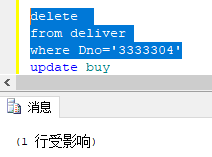 delete
from deliver
where Dno='3333304'
update buy
消息
(1 行受影响)